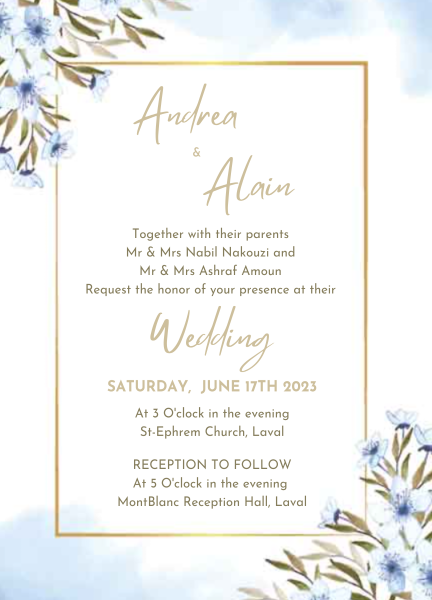 Andrea
&
Alain
Together with their parents
Mr & Mrs Nabil Nakouzi and
Mr & Mrs Ashraf Amoun
Request the honor of your presence at their
Wedding
SATURDAY, JUNE 17TH 2023
At 3 O'clock in the evening
St-Ephrem Church, Laval
RECEPTION TO FOLLOW
At 5 O'clock in the evening
MontBlanc Reception Hall, Laval